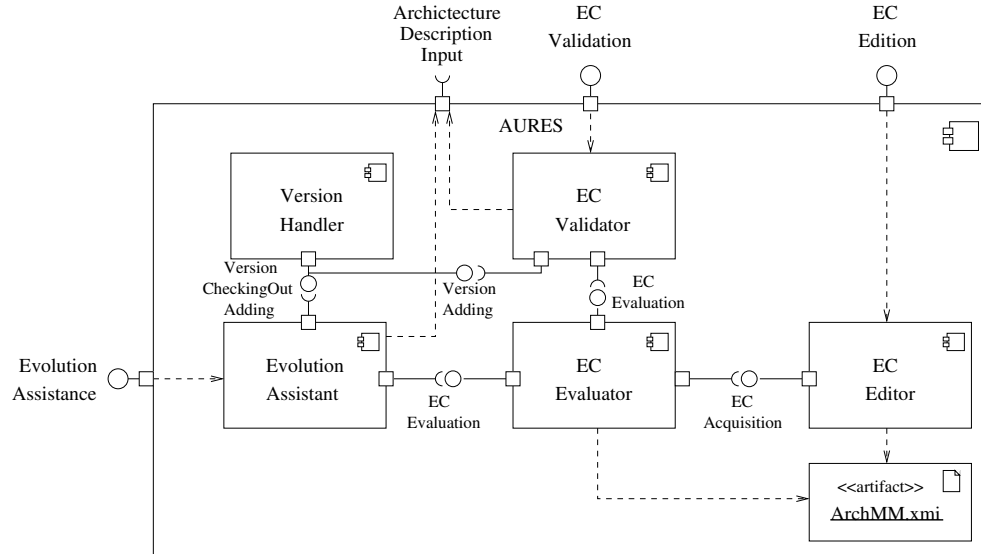 Archictecture
Description
Input
EC
Validation
EC
Edition
AURES
Version
Handler
EC
Validator
Version
CheckingOut
Adding
Version
Adding
EC
Evaluation
Evolution
Assistance
Evolution
Assistant
EC
Evaluation
EC
Evaluator
EC
Acquisition
EC
Editor
<<artifact>>
ArchMM.xmi